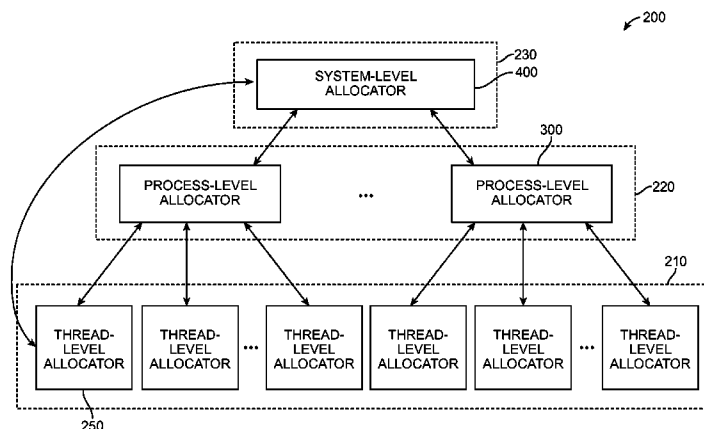 200
230
SYSTEM-LEVEL
ALLOCATOR
400
300
PROCESS-LEVEL
ALLOCATOR
...
PROCESS-LEVEL
ALLOCATOR
220
210
THREAD-
LEVEL
ALLOCATOR
THREAD-
LEVEL
ALLOCATOR
...
THREAD-
LEVEL
ALLOCATOR
THREAD-
LEVEL
ALLOCATOR
THREAD-
LEVEL
ALLOCATOR
...
THREAD-
LEVEL
ALLOCATOR
250